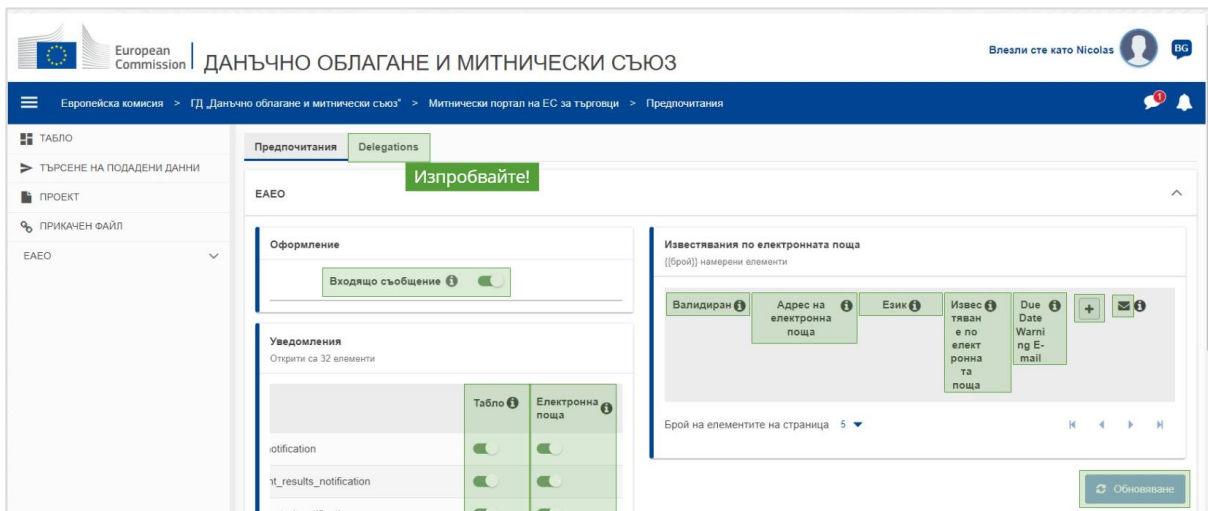 European
Commission
ДАНЪЧНО ОБЛАГАНЕ И МИТНИЧЕСКИ СЪЮЗ
Влезли сте като Nicolas
BG
Европейска комисия > ГД „Данъчно облагане и митнически съюз“ > Митнически портал на ЕС за търговци > Предпочитания
1
ТАБЛО
ТЪРСЕНЕ НА ПОДАДЕНИ ДАННИ
ПРОЕКТ
ПРИКАЧЕН ФАЙЛ
EAEO
Предпочитания
Delegations
Изпробвайте!
EAEO
Оформление
Входящо съобщение
Уведомления
Открити са 32 елементи
Табло
Електронна
поща
notification
nt_results_notification
Известявания по електронната поща
{{брой}} намерени елементи
Валидиран
Адрес на
електронна
поща
Език
Извес
тяван
е по
елект
ронна
та
поща
Due
Date
Warni
ng E-
mail
+
Брой на елементите на страница 5
Обновяване